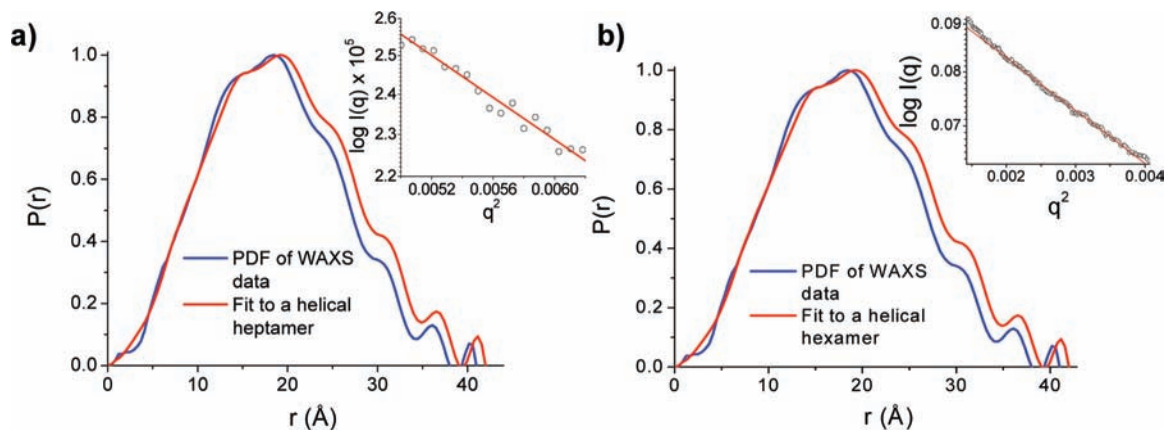 a)
P(r)
1.0
0.8
0.6
0.4
0.2
0.0
0
10
20
30
40
r (Å)
PDF of WAXS
data
Fit to a helical
heptamer
log I(q) x 10⁵
2.6
2.5
2.4
2.3
2.2
0.0052 0.0056 0.0060
q²
b)
P(r)
1.0
0.8
0.6
0.4
0.2
0.0
0
10
20
30
40
r (Å)
PDF of WAXS
data
Fit to a helical
hexamer
log I(q)
0.09
0.08
0.07
0.002 0.003 0.004
q²